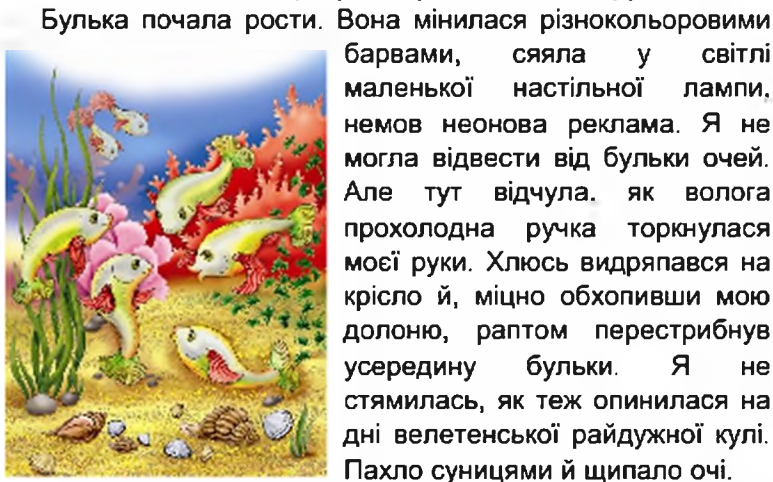 Булька почала рости. Вона мінилася різнокольоровими
барвами, сяяла у світлі
маленької настільної лампи,
немов неонова реклама. Я не
могла відвести від бульки очей.
Але тут відчула, як волога
прохолодна ручка торкнулася
моєї руки. Хлюсь видряпався на
крісло й, міцно обхопивши мою
долоню, раптом перестрибнув
усередину бульки. Я не
стямилась, як теж опинилася на
дні велетенської райдужної кулі.
Пахло суницями й щипало очі.